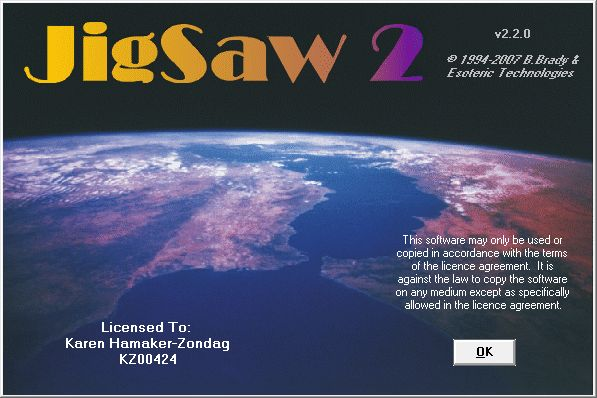 JigSaw 2
v2.2.0
© 1994-2007 B.Brady &
Esoteric Technologies
This software may only be used or
copied in accordance with the terms
of the licence agreement. It is
against the law to copy the software
on any medium except as specifically
allowed in the licence agreement.
Licensed To:
Karen Hamaker-Zondag
KZ00424
OK